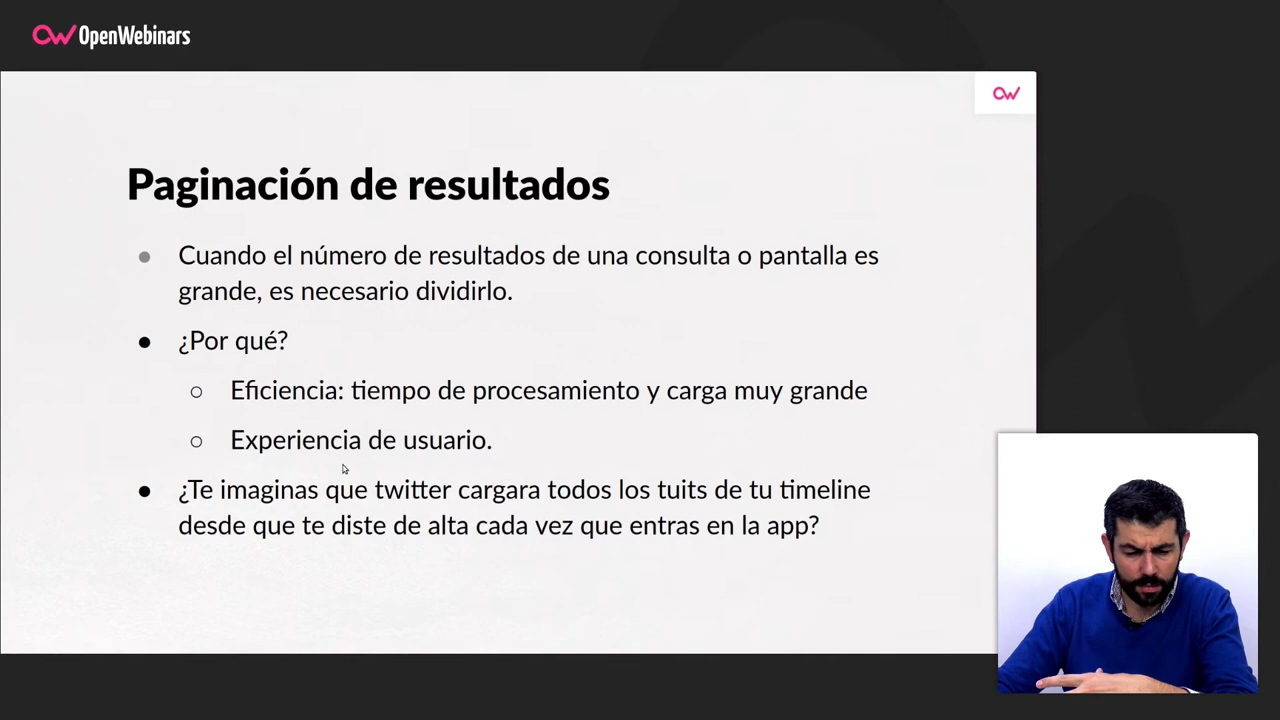 OpenWebinars
Paginación de resultados
● Cuando el número de resultados de una consulta o pantalla es
grande, es necesario dividirlo.
● ¿Por qué?
○ Eficiencia: tiempo de procesamiento y carga muy grande
○ Experiencia de usuario.
● ¿Te imaginas que twitter cargara todos los tuits de tu timeline
desde que te diste de alta cada vez que entras en la app?